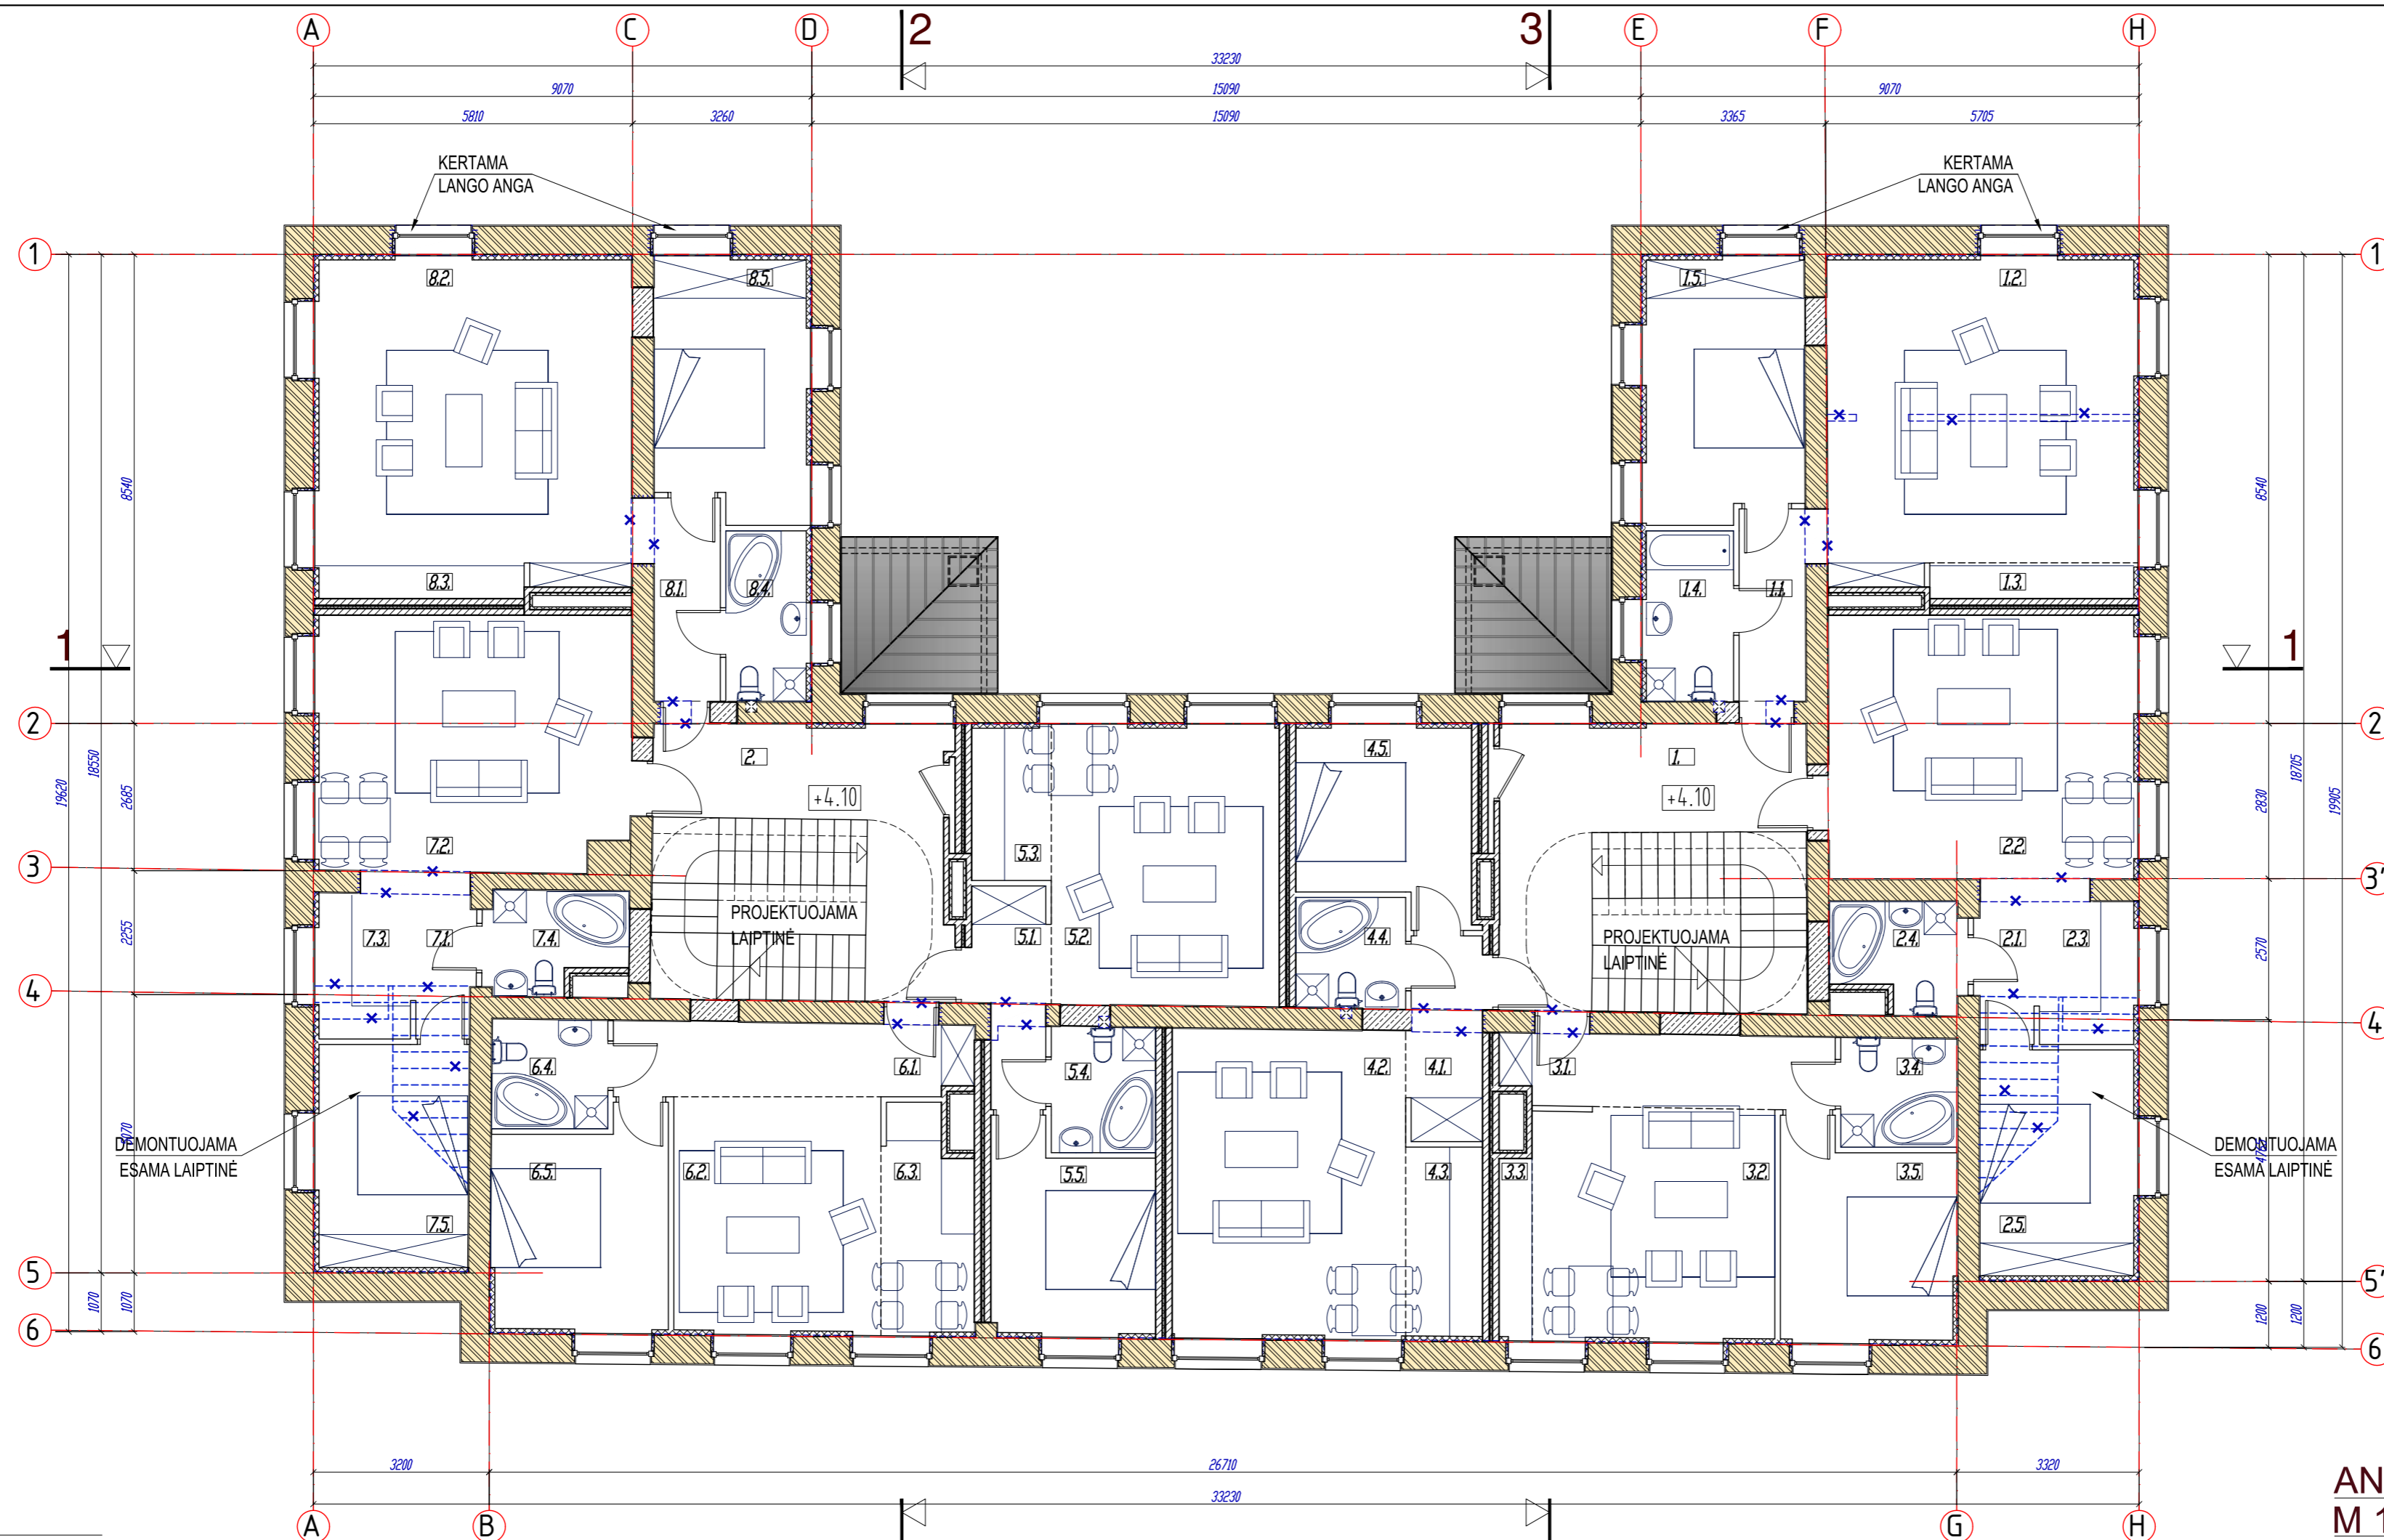 A C D 2 3 E F H
33230
9070 15090 9070
5810 3260 15090 3365 5705
KERTAMA
LANGO ANGA
KERTAMA
LANGO ANGA
1 1
8.2. 8.5. 1.5. 1.2.
8540 8540
8.3. 8.1. 8.4. 1.4. 1.1. 1.3.
1 1
2 2
2. 4.5. 1.
19620 18550 2685 +4.10 +4.10 2830 18705 19905
7.2. 5.3. 2.2.
3 3'
PROJEKTUOJAMA
LAIPTINĖ
PROJEKTUOJAMA
LAIPTINĖ
2255 7.3. 7.1. 7.4. 5.1. 5.2. 4.4. 2.4. 2.1. 2.3. 2570
4 4
6.4. 6.1. 5.4. 4.2. 4.1. 3.1. 3.4.
DEMONTUOJAMA
ESAMA LAIPTINĖ
DEMONTUOJAMA
ESAMA LAIPTINĖ
6.5. 6.2. 6.3. 5.5. 4.3. 3.3. 3.2. 3.5.
7.5. 2.5.
5 5'
1070 1070 1200 1200
6 6
3200 26710 3320
33230
A B G H
AN
M 1